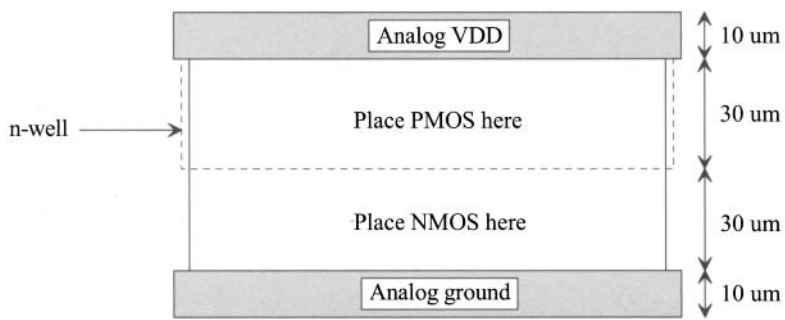 Analog VDD
10 um
Place PMOS here
30 um
n-well
Place NMOS here
30 um
Analog ground
10 um